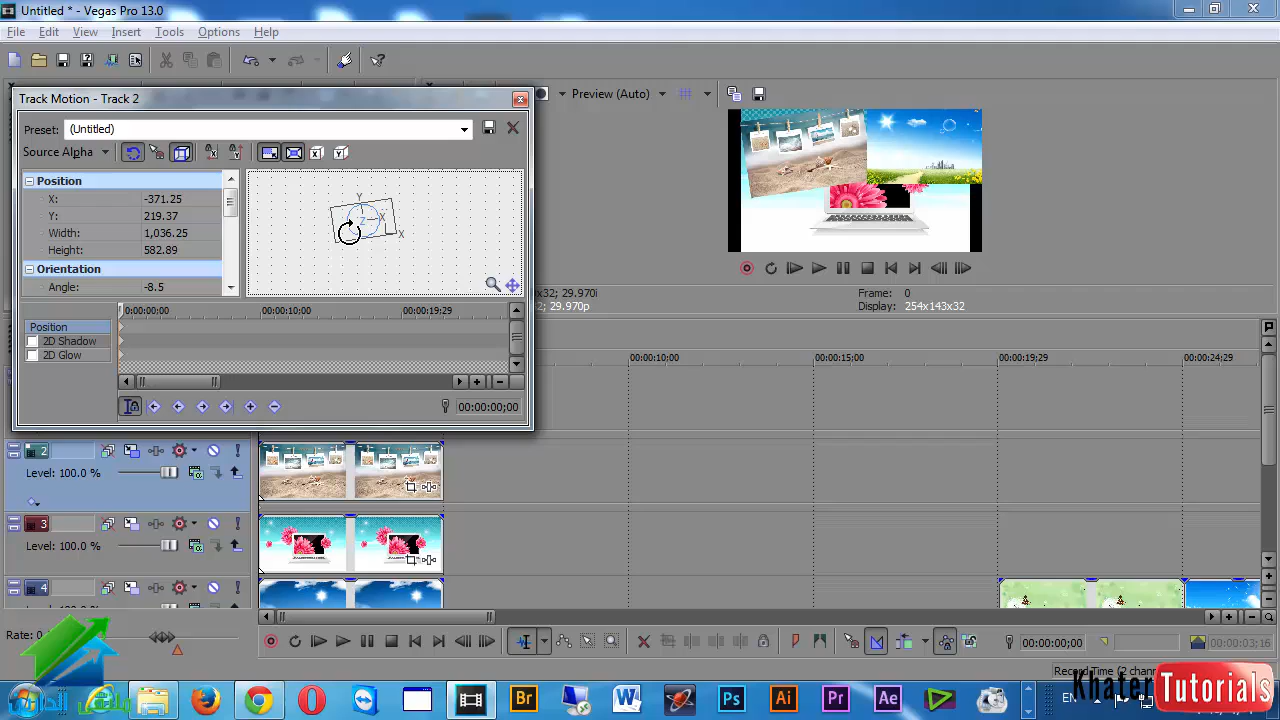 Untitled * - Vegas Pro 13.0
File Edit View Insert Tools Options Help
Track Motion - Track 2
Preview (Auto)
Preset: (Untitled)
Source Alpha
Position
X: -371.25
Y: 219.37
Width: 1,036.25
Height: 582.89
Orientation
Angle: -8.5
Y
X
Z
X
0:00:00:00 00:00:10:00 00:00:19:29
Position
2D Shadow
2D Glow
00:00:00;00
x32; 29.970i
2; 29.970p
Frame: 0
Display: 254x143x32
00:00:10;00 00:00:15;00 00:00:19;29 00:00:24;29
2
Level: 100.0 %
3
Level: 100.0 %
4
Rate: 0
00:00:00;00
00:00:03;16
Record Time (2 chann
Br W Ps Ai Pr Ae
EN
Khater Tutorials